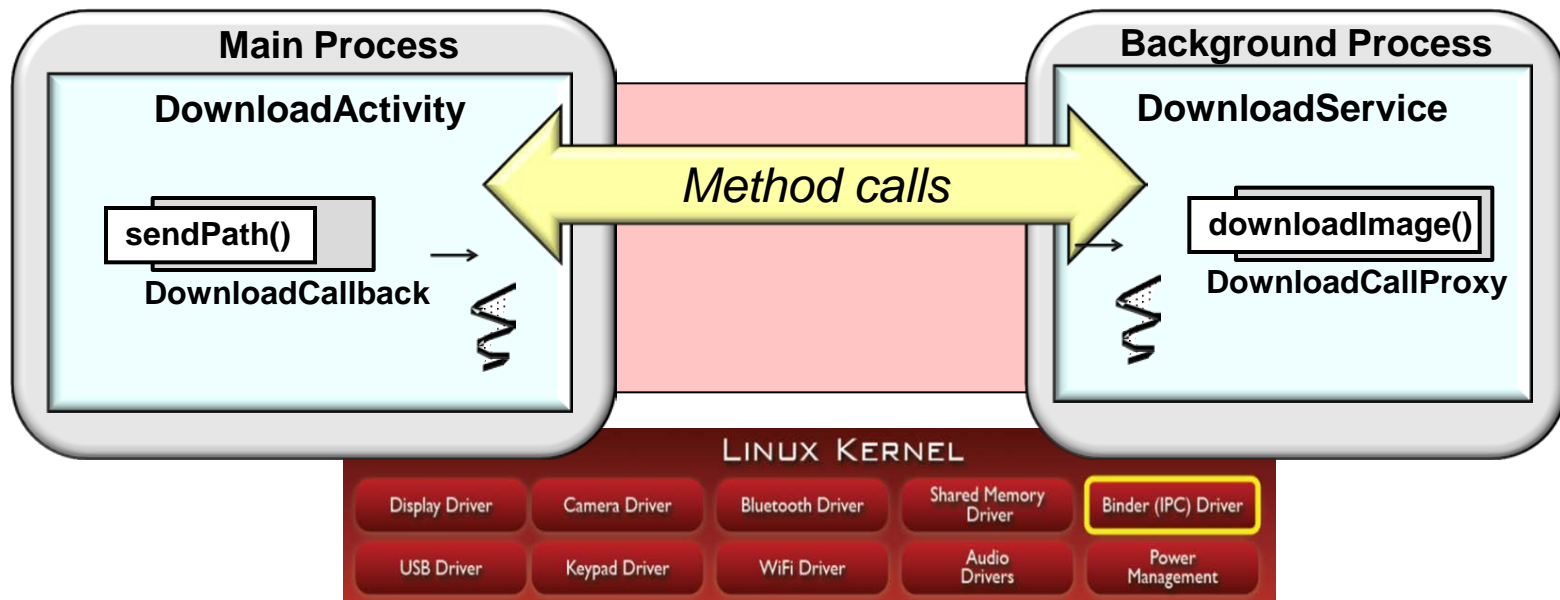 Main Process
DownloadActivity
sendPath()
DownloadCallback
Method calls
Background Process
DownloadService
downloadImage()
DownloadCallProxy
LINUX KERNEL
Display Driver
Camera Driver
Bluetooth Driver
Shared Memory
Driver
Binder (IPC) Driver
USB Driver
Keypad Driver
WiFi Driver
Audio
Drivers
Power
Management